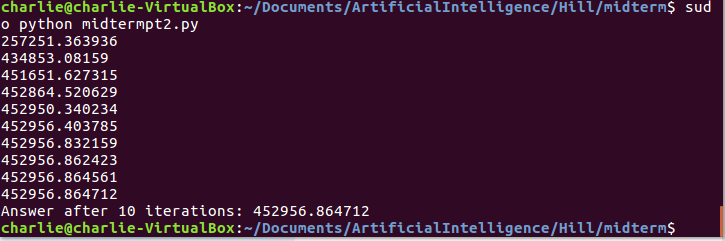 charlie@charlie-VirtualBox:~/Documents/ArtificialIntelligence/Hill/midterm$ sud
o python midtermpt2.py
257251.363936
434853.08159
451651.627315
452864.520629
452950.340234
452956.403785
452956.832159
452956.862423
452956.864561
452956.864712
Answer after 10 iterations: 452956.864712
charlie@charlie-VirtualBox:~/Documents/ArtificialIntelligence/Hill/midterm$